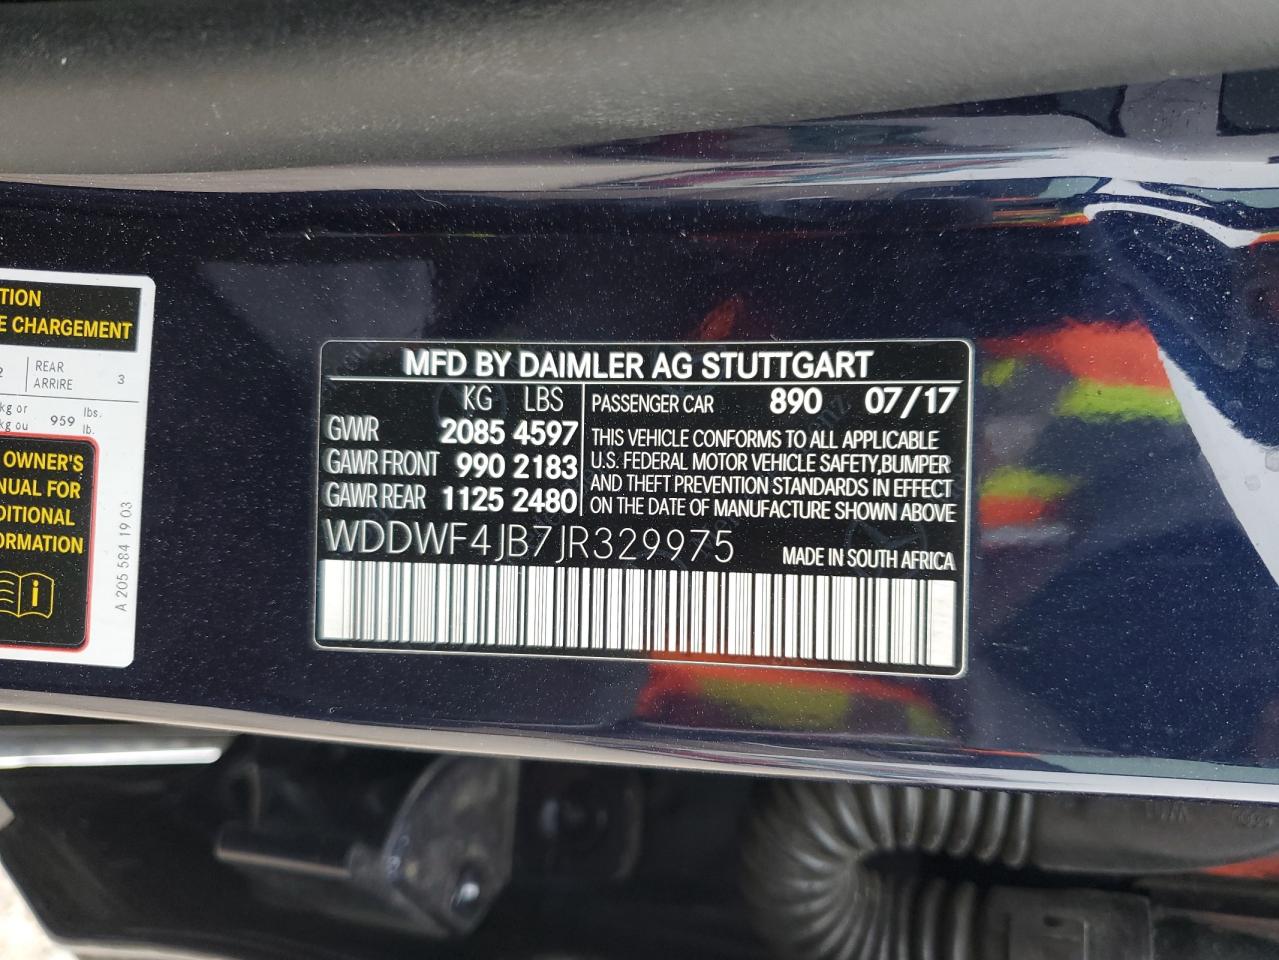 TION
E CHARGEMENT
2 REAR ARRIRE 3
kg or
kg ou 959 lbs. lb.
OWNER'S
NUAL FOR
DITIONAL
ORMATION
i
A 205 584 19 03
MFD BY DAIMLER AG STUTTGART
KG LBS
GWR 2085 4597
GAWR FRONT 990 2183
GAWR REAR 1125 2480
PASSENGER CAR 890 07/17
THIS VEHICLE CONFORMS TO ALL APPLICABLE
U.S. FEDERAL MOTOR VEHICLE SAFETY,BUMPER
AND THEFT PREVENTION STANDARDS IN EFFECT
ON THE DATE OF MANUFACTURE SHOWN ABOVE
WDDWF4JB7JR329975 MADE IN SOUTH AFRICA